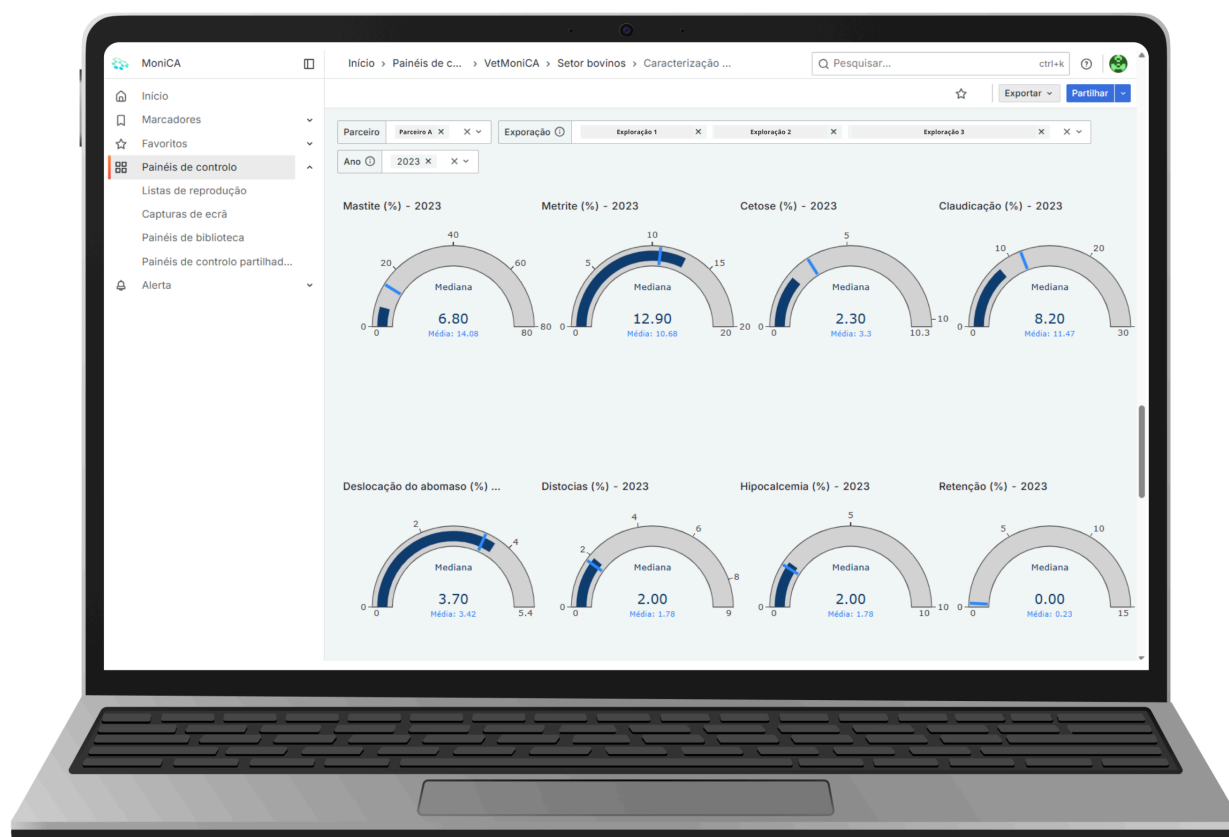 MoniCA
Início > Painéis de c... > VetMoniCA > Setor bovinos > Caracterização ...
Pesquisar...
ctrl+k
Início
Marcadores
Favoritos
Painéis de controlo
Listas de reprodução
Capturas de ecrã
Painéis de biblioteca
Painéis de controlo partilhad...
Alerta
Exportar
Partilhar
Parceiro Parceiro A × ×
Exporação Exploração 1 × Exploração 2 × Exploração 3 × ×
Ano 2023 × ×
Mastite (%) - 2023
0 20 40 60 80
Mediana
6.80
Média: 14.08
0 80
Metrite (%) - 2023
0 5 10 15 20
Mediana
12.90
Média: 10.68
0 20
Cetose (%) - 2023
0 5 10
Mediana
2.30
Média: 3.3
0 10.3
Claudicação (%) - 2023
0 10 20
Mediana
8.20
Média: 11.47
0 30
Deslocação do abomaso (%) ...
0 2 4
Mediana
3.70
Média: 3.42
0 5.4
Distocias (%) - 2023
0 2 4 6 8
Mediana
2.00
Média: 1.78
0 9
Hipocalcemia (%) - 2023
0 5 10
Mediana
2.00
Média: 1.78
0 10
Retenção (%) - 2023
0 5 10
Mediana
0.00
Média: 0.23
0 15